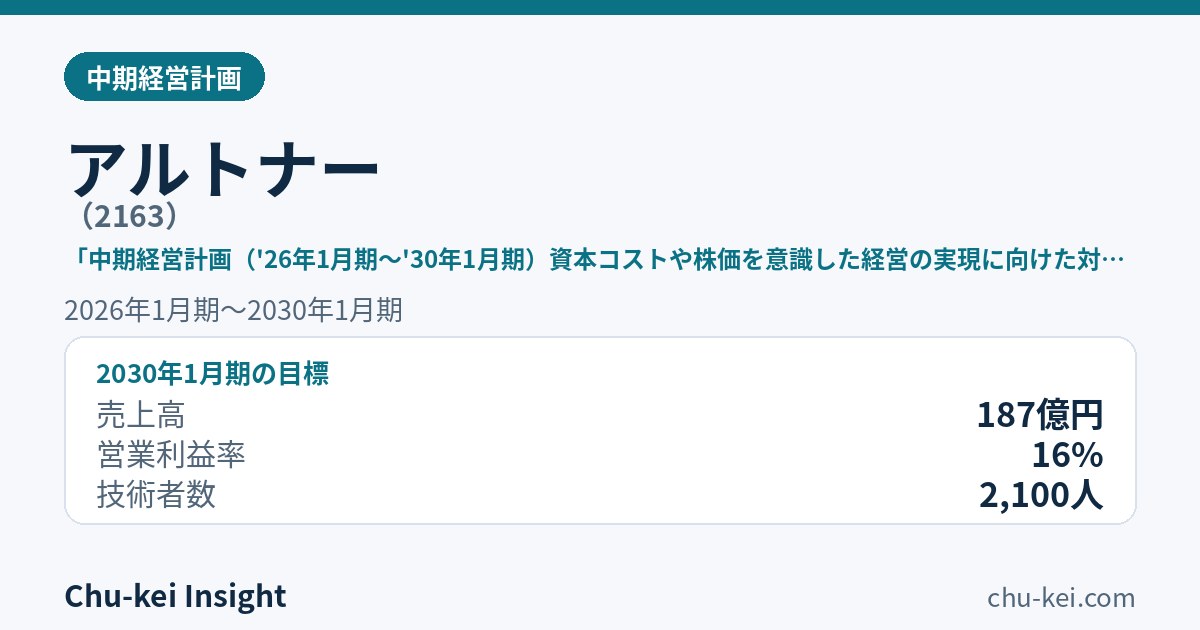 中期経営計画
アルトナー
（2163）
「中期経営計画（'26年1月期～'30年1月期）資本コストや株価を意識した経営の実現に向けた対…
2026年1月期～2030年1月期
2030年1月期の目標
売上高 187億円
営業利益率 16%
技術者数 2,100人
Chu-kei Insight chu-kei.com